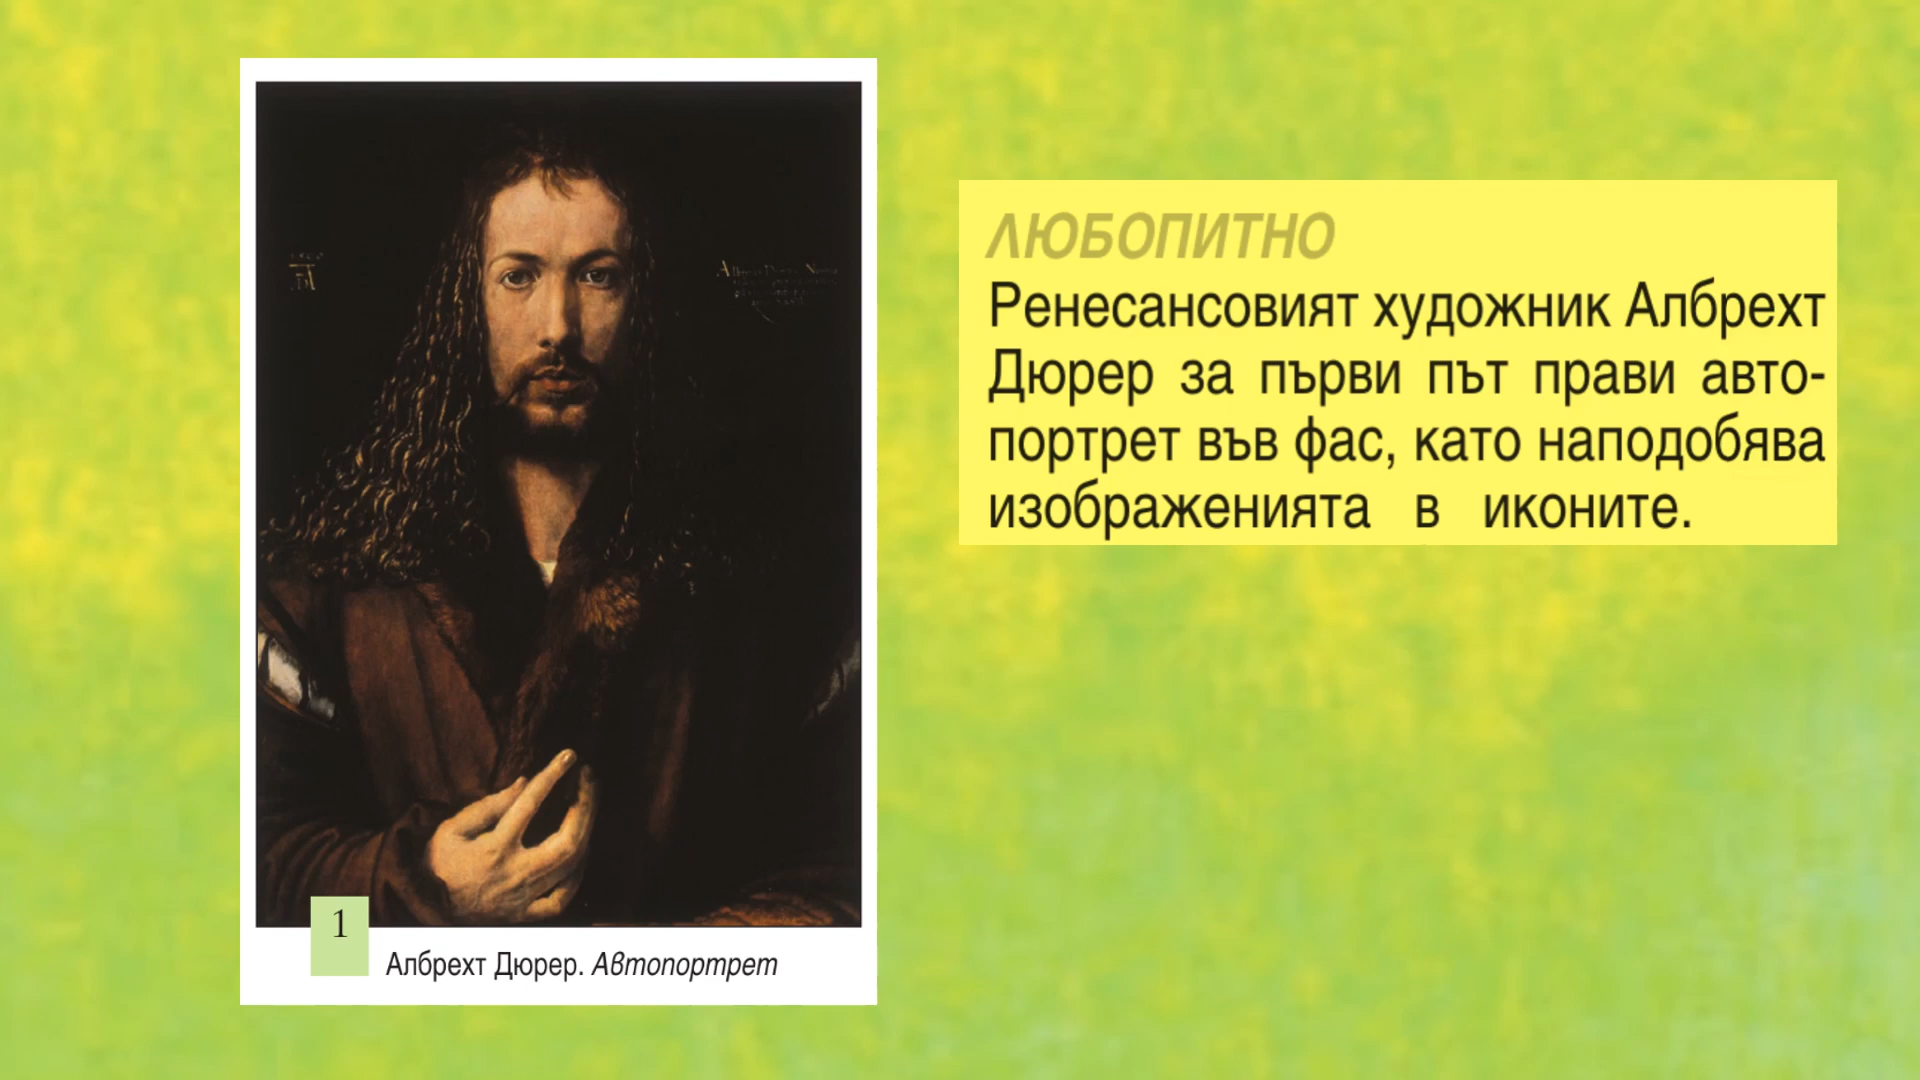 1
Албрехт Дюрер. Автопортрет
ЛЮБОПИТНО
Ренесансовият художник Албрехт
Дюрер за първи път прави авто-
портрет във фас, като наподобява
изображенията в иконите.